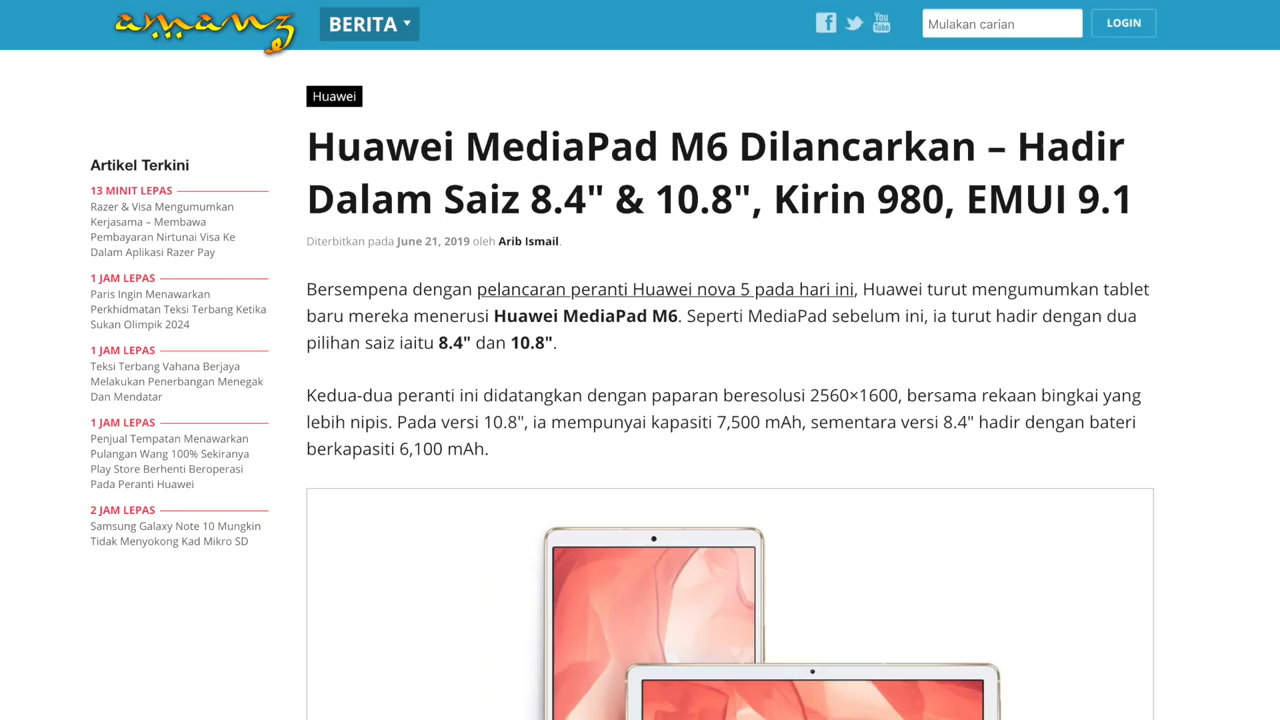 amanz
BERITA
You
Tube
Mulakan carian
LOGIN
Huawei
Huawei MediaPad M6 Dilancarkan – Hadir
Dalam Saiz 8.4" & 10.8", Kirin 980, EMUI 9.1
Diterbitkan pada June 21, 2019 oleh Arib Ismail.
Artikel Terkini
13 MINIT LEPAS
Razer & Visa Mengumumkan
Kerjasama – Membawa
Pembayaran Nirtunai Visa Ke
Dalam Aplikasi Razer Pay
1 JAM LEPAS
Paris Ingin Menawarkan
Perkhidmatan Teksi Terbang Ketika
Sukan Olimpik 2024
1 JAM LEPAS
Teksi Terbang Vahana Berjaya
Melakukan Penerbangan Menegak
Dan Mendatar
1 JAM LEPAS
Penjual Tempatan Menawarkan
Pulangan Wang 100% Sekiranya
Play Store Berhenti Beroperasi
Pada Peranti Huawei
2 JAM LEPAS
Samsung Galaxy Note 10 Mungkin
Tidak Menyokong Kad Mikro SD
Bersempena dengan pelancaran peranti Huawei nova 5 pada hari ini, Huawei turut mengumumkan tablet
baru mereka menerusi Huawei MediaPad M6. Seperti MediaPad sebelum ini, ia turut hadir dengan dua
pilihan saiz iaitu 8.4" dan 10.8".
Kedua-dua peranti ini didatangkan dengan paparan beresolusi 2560×1600, bersama rekaan bingkai yang
lebih nipis. Pada versi 10.8", ia mempunyai kapasiti 7,500 mAh, sementara versi 8.4" hadir dengan bateri
berkapasiti 6,100 mAh.